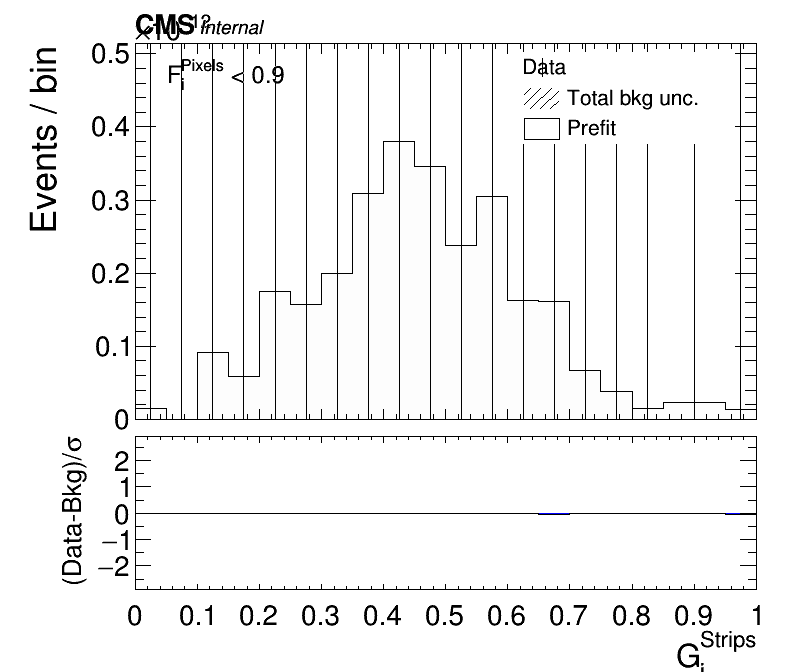 CMS Internal
×10¹²
F_i^Pixels < 0.9
Data
Total bkg unc.
Prefit
Events / bin
0.5
0.4
0.3
0.2
0.1
0
(Data-Bkg)/σ
2
1
0
−1
−2
0 0.1 0.2 0.3 0.4 0.5 0.6 0.7 0.8 0.9 1
G_i^Strips